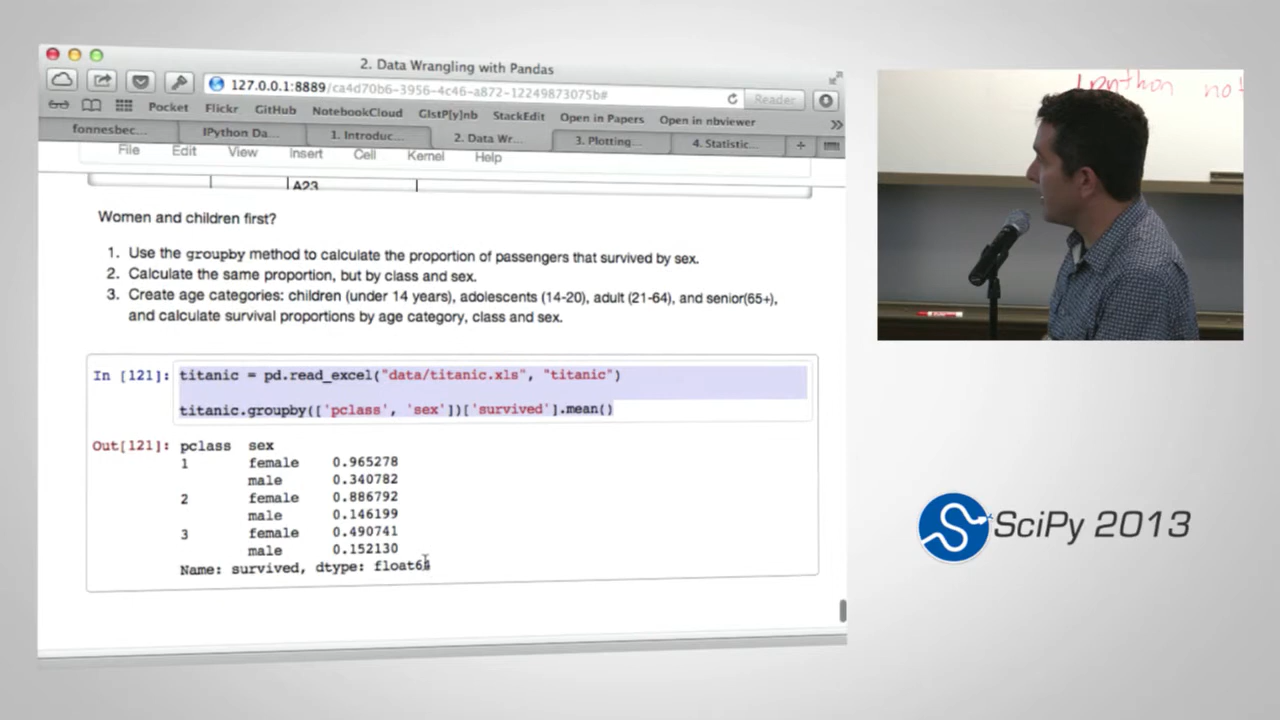 2. Data Wrangling with Pandas
127.0.0.1:8889/ca4d70b6-3956-4c46-a872-12249873075b#
Reader
Pocket Flickr GitHub NotebookCloud GIstP[y]nb StackEdit Open in Papers Open in nbviewer
fonnesbec... IPython Da... 1. Introduc... 2. Data Wr... 3. Plotting... 4. Statistic...
File Edit View Insert Cell Kernel Help
A23
Women and children first?
1. Use the groupby method to calculate the proportion of passengers that survived by sex.
2. Calculate the same proportion, but by class and sex.
3. Create age categories: children (under 14 years), adolescents (14-20), adult (21-64), and senior(65+),
and calculate survival proportions by age category, class and sex.
In [121]: titanic = pd.read_excel("data/titanic.xls", "titanic")
titanic.groupby(['pclass', 'sex'])['survived'].mean()
Out[121]: pclass sex
1 female 0.965278
male 0.340782
2 female 0.886792
male 0.146199
3 female 0.490741
male 0.152130
Name: survived, dtype: float64
ipython not
SciPy 2013